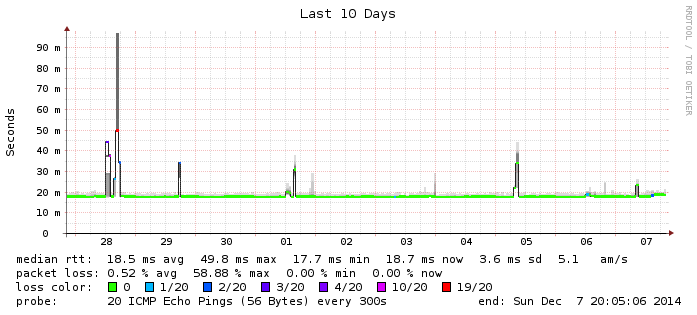 Last 10 Days
RRDTOOL / TOBI OETIKER
Seconds
90 m
80 m
70 m
60 m
50 m
40 m
30 m
20 m
10 m
0
28 29 30 01 02 03 04 05 06 07
median rtt: 18.5 ms avg 49.8 ms max 17.7 ms min 18.7 ms now 3.6 ms sd 5.1 am/s
packet loss: 0.52 % avg 58.88 % max 0.00 % min 0.00 % now
loss color: 0 1/20 2/20 3/20 4/20 10/20 19/20
probe: 20 ICMP Echo Pings (56 Bytes) every 300s end: Sun Dec 7 20:05:06 2014